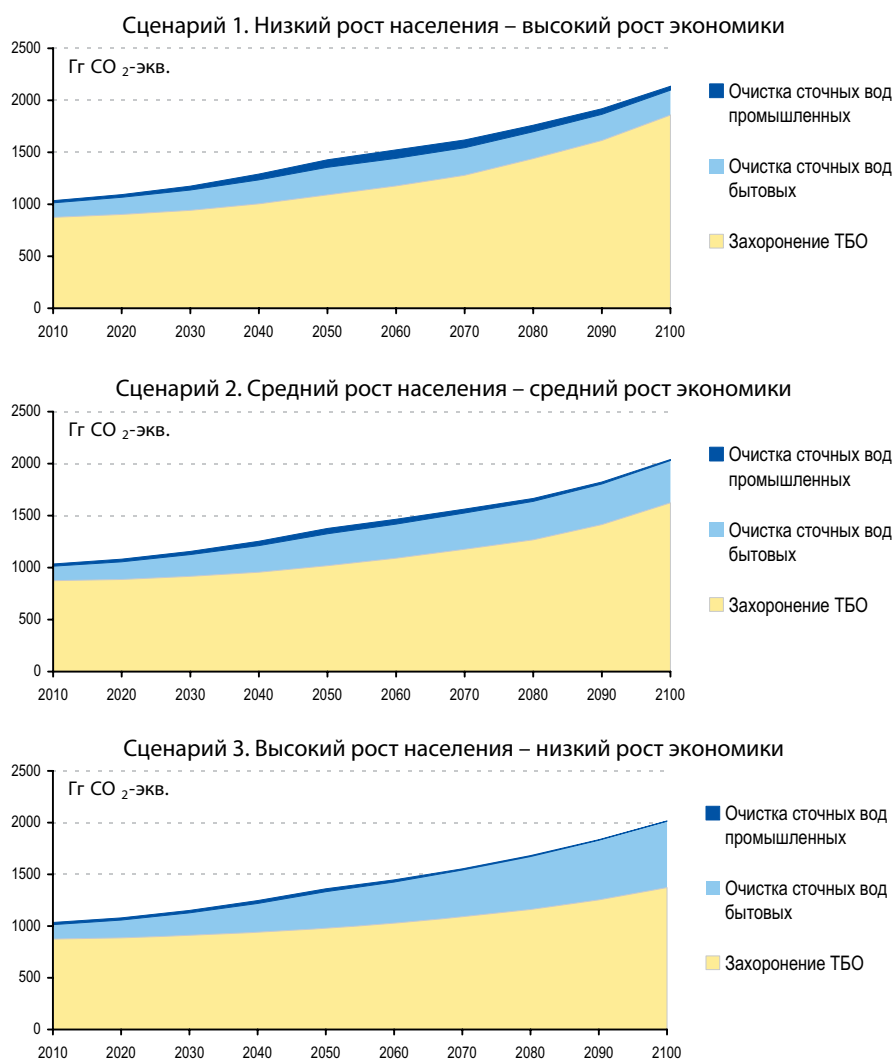 Сценарий 1. Низкий рост населения – высокий рост экономики
2500
Гг CO 2-экв.
2000
1500
1000
500
0
2010 2020 2030 2040 2050 2060 2070 2080 2090 2100
Очистка сточных вод
промышленных
Очистка сточных вод
бытовых
Захоронение ТБО
Сценарий 2. Средний рост населения – средний рост экономики
2500
Гг CO 2-экв.
2000
1500
1000
500
0
2010 2020 2030 2040 2050 2060 2070 2080 2090 2100
Очистка сточных вод
промышленных
Очистка сточных вод
бытовых
Захоронение ТБО
Сценарий 3. Высокий рост населения – низкий рост экономики
2500
Гг CO 2-экв.
2000
1500
1000
500
0
2010 2020 2030 2040 2050 2060 2070 2080 2090 2100
Очистка сточных вод
промышленных
Очистка сточных вод
бытовых
Захоронение ТБО